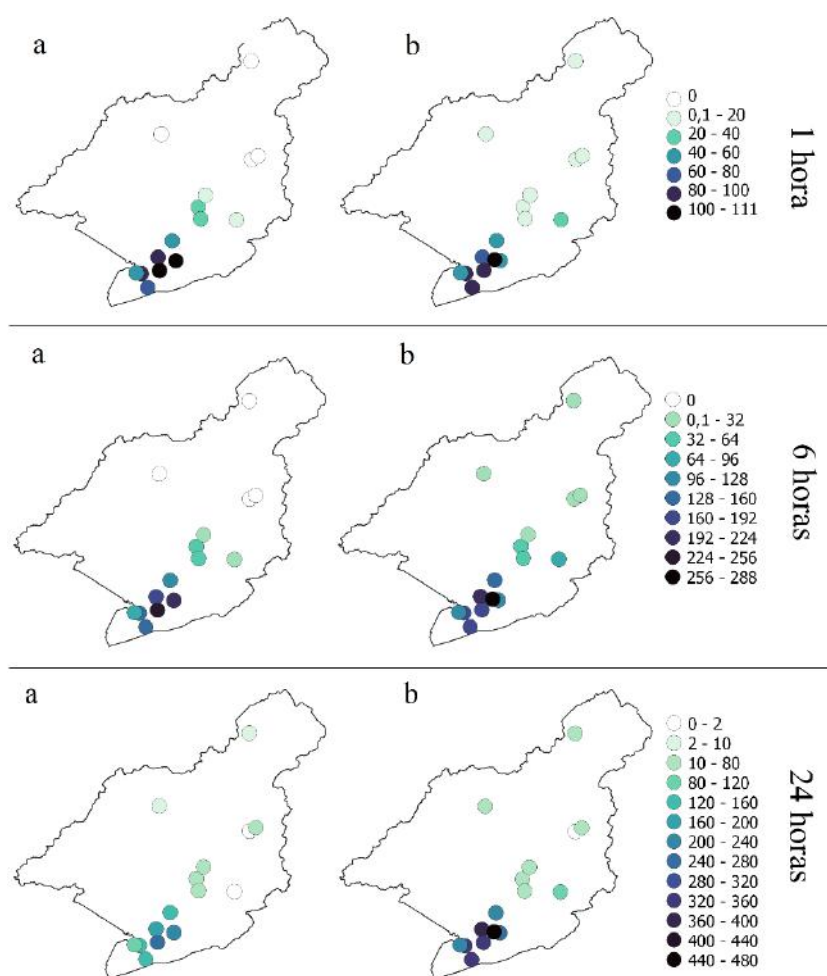 a
b
0
0,1 - 20
20 - 40
40 - 60
60 - 80
80 - 100
100 - 111
1 hora
a
b
0
0,1 - 32
32 - 64
64 - 96
96 - 128
128 - 160
160 - 192
192 - 224
224 - 256
256 - 288
6 horas
a
b
0 - 2
2 - 10
10 - 80
80 - 120
120 - 160
160 - 200
200 - 240
240 - 280
280 - 320
320 - 360
360 - 400
400 - 440
440 - 480
24 horas